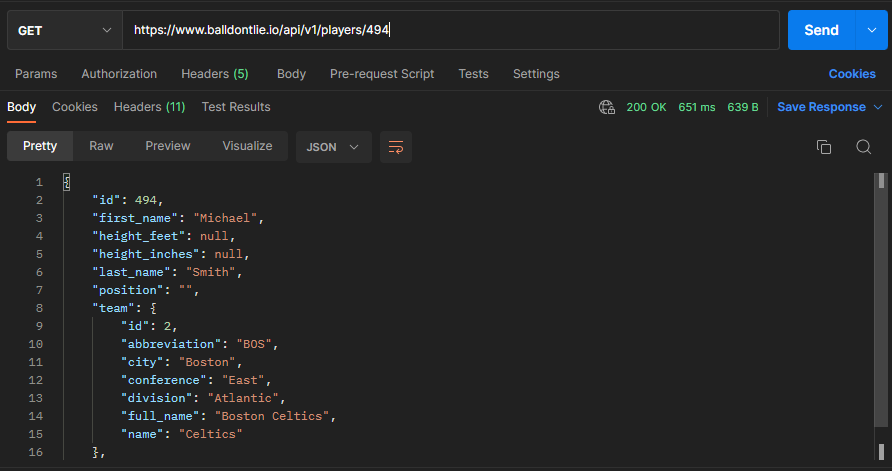 GET https://www.balldontlie.io/api/v1/players/494 Send
Params Authorization Headers (5) Body Pre-request Script Tests Settings Cookies
Body Cookies Headers (11) Test Results 200 OK 651 ms 639 B Save Response
Pretty Raw Preview Visualize JSON
1 {
2 "id": 494,
3 "first_name": "Michael",
4 "height_feet": null,
5 "height_inches": null,
6 "last_name": "Smith",
7 "position": "",
8 "team": {
9 "id": 2,
10 "abbreviation": "BOS",
11 "city": "Boston",
12 "conference": "East",
13 "division": "Atlantic",
14 "full_name": "Boston Celtics",
15 "name": "Celtics"
16 },